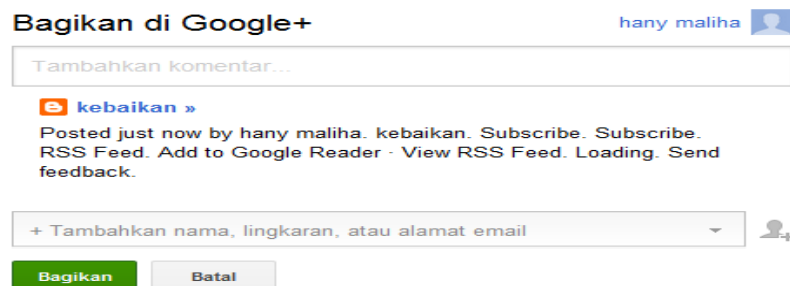 Bagikan di Google+
hany maliha
Tambahkan komentar...
kebaikan »
Posted just now by hany maliha. kebaikan. Subscribe. Subscribe.
RSS Feed. Add to Google Reader · View RSS Feed. Loading. Send
feedback.
+ Tambahkan nama, lingkaran, atau alamat email
Bagikan
Batal